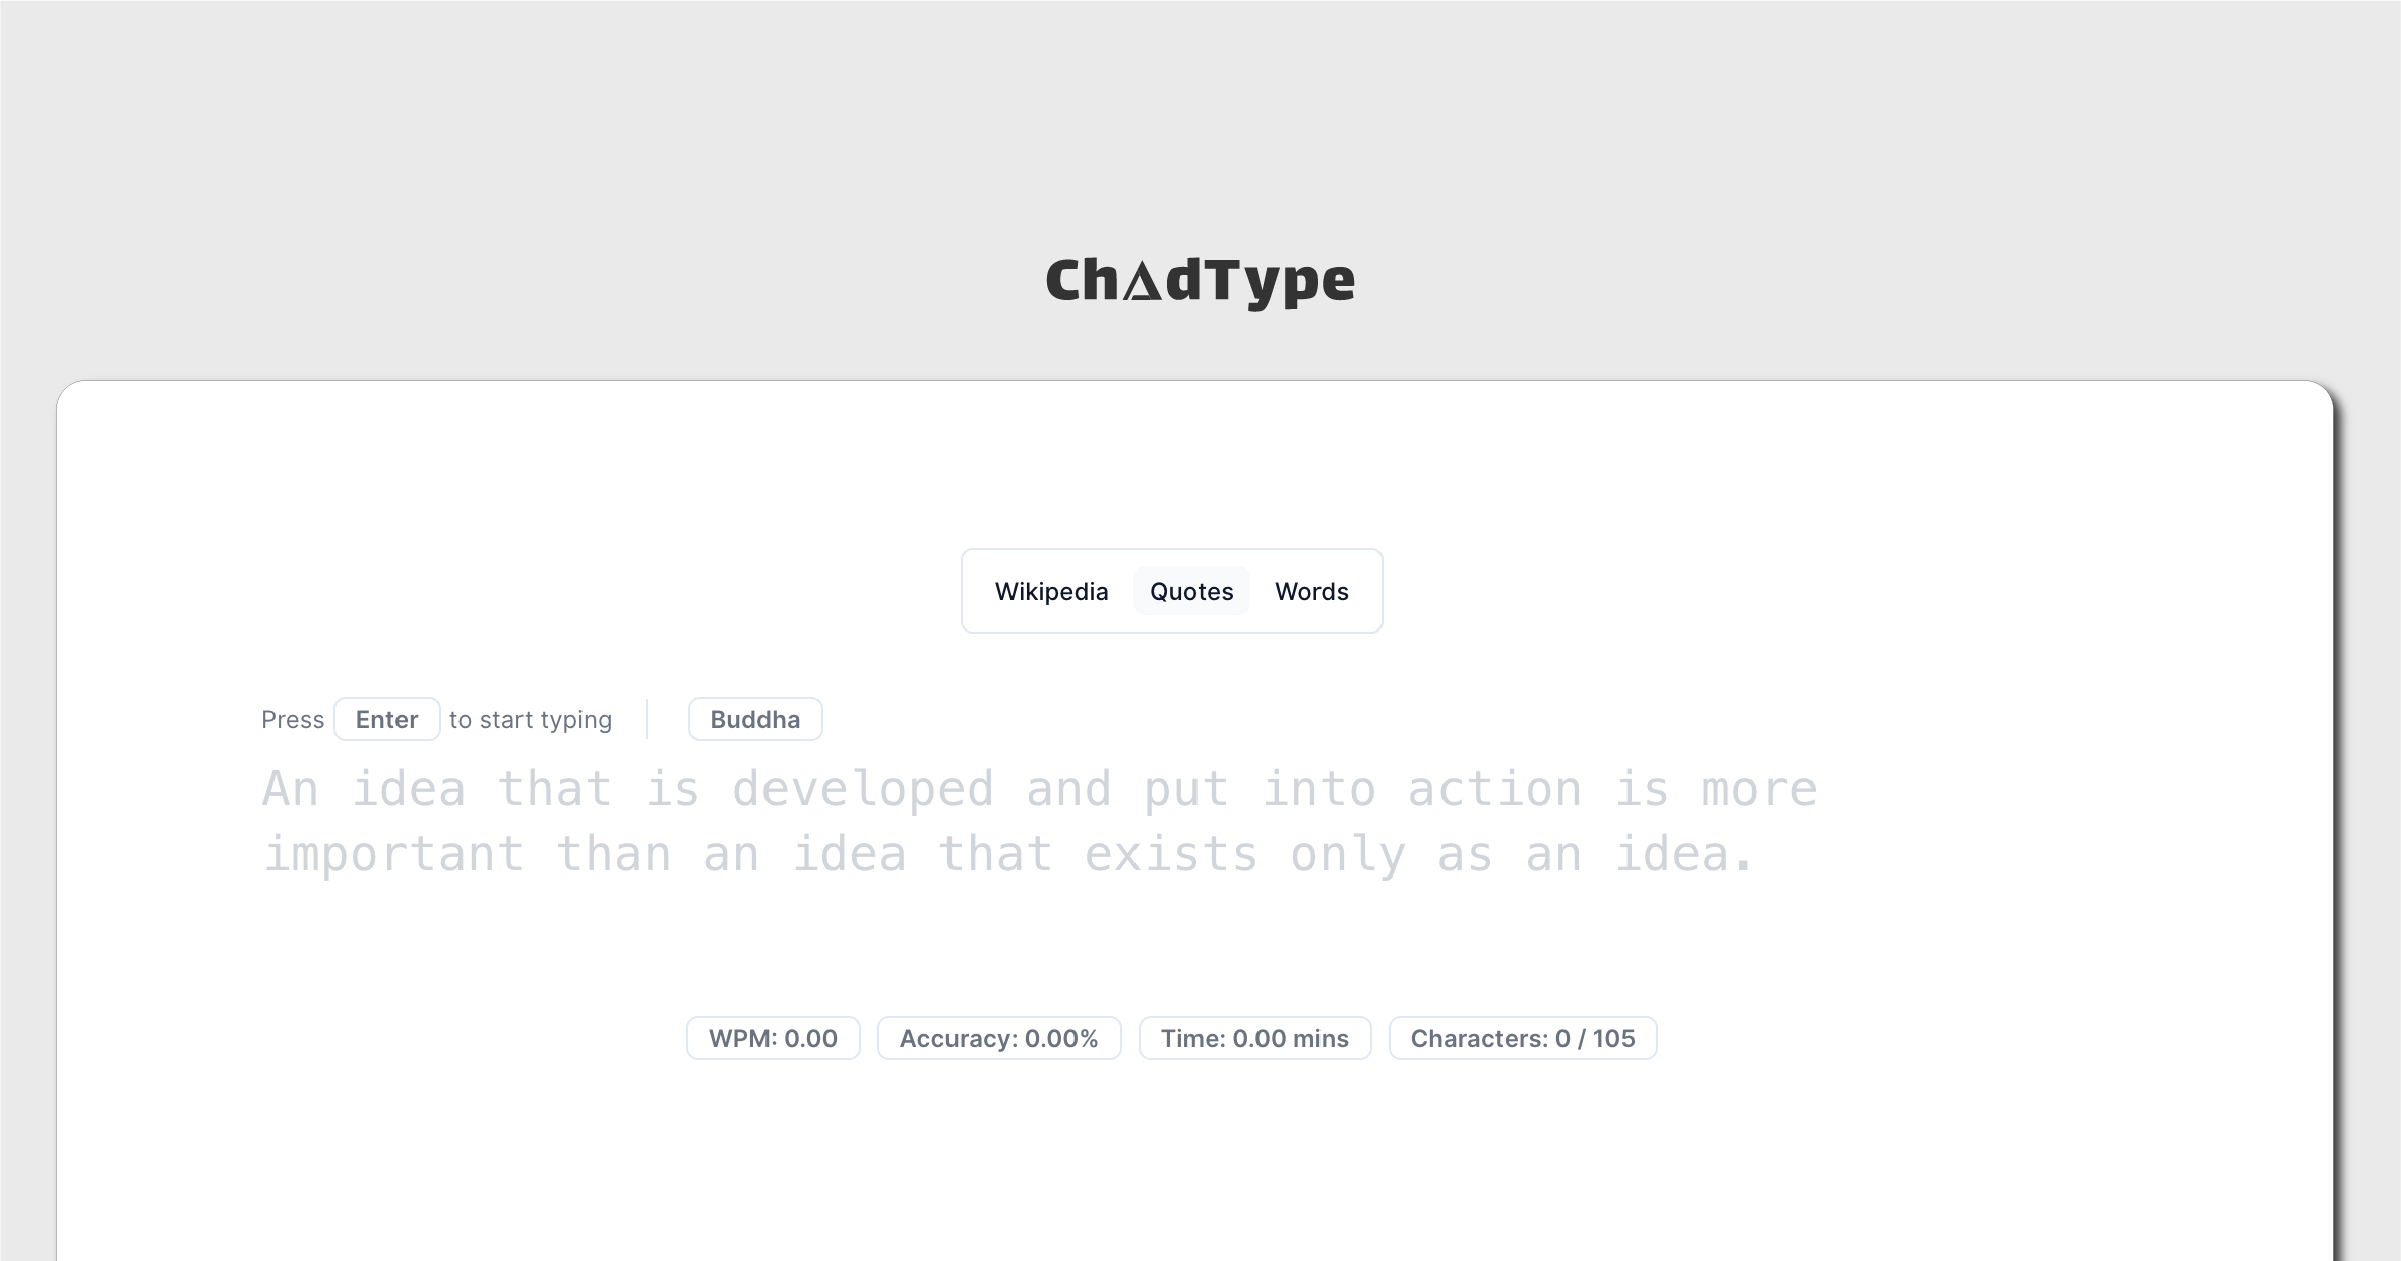 ChAdType
Wikipedia Quotes Words
Press Enter to start typing Buddha
An idea that is developed and put into action is more
important than an idea that exists only as an idea.
WPM: 0.00 Accuracy: 0.00% Time: 0.00 mins Characters: 0 / 105